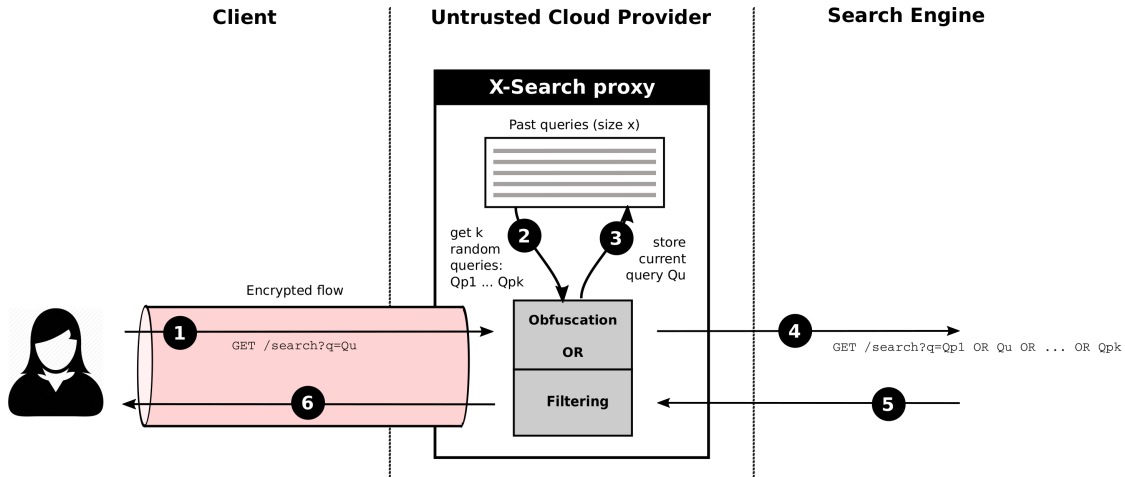 Client
Untrusted Cloud Provider
Search Engine
X-Search proxy
Past queries (size x)
get k
random
queries:
Qp1 ... Qpk
2
3
store
current
query Qu
Encrypted flow
1
GET /search?q=Qu
6
Obfuscation
OR
Filtering
4
GET /search?q=Qp1 OR Qu OR ... OR Qpk
5